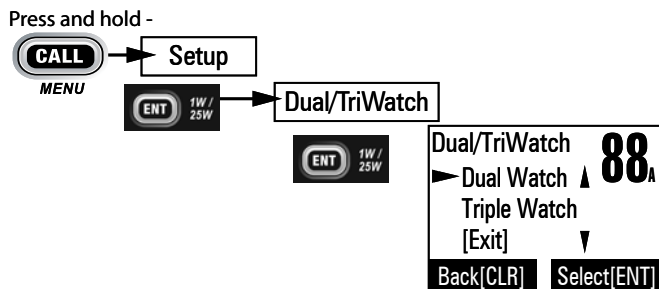 Press and hold -
CALL
MENU
Setup
ENT 1W /
25W
Dual/TriWatch
ENT 1W /
25W
Dual/TriWatch 88A
Dual Watch
Triple Watch
[Exit]
Back[CLR] Select[ENT]